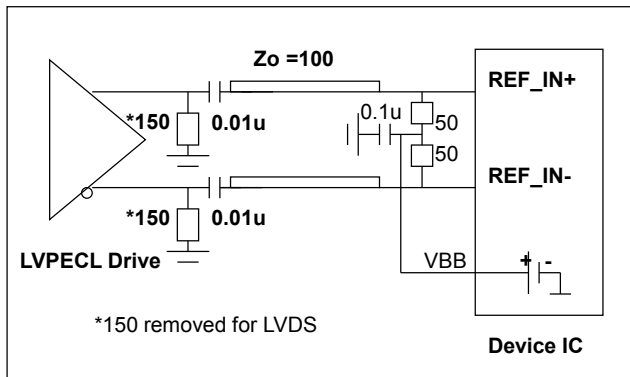 Zo =100
REF_IN+
*150
0.01u
0.1u
50
50
REF_IN-
*150
0.01u
LVPECL Drive
VBB
+ -
*150 removed for LVDS
Device IC